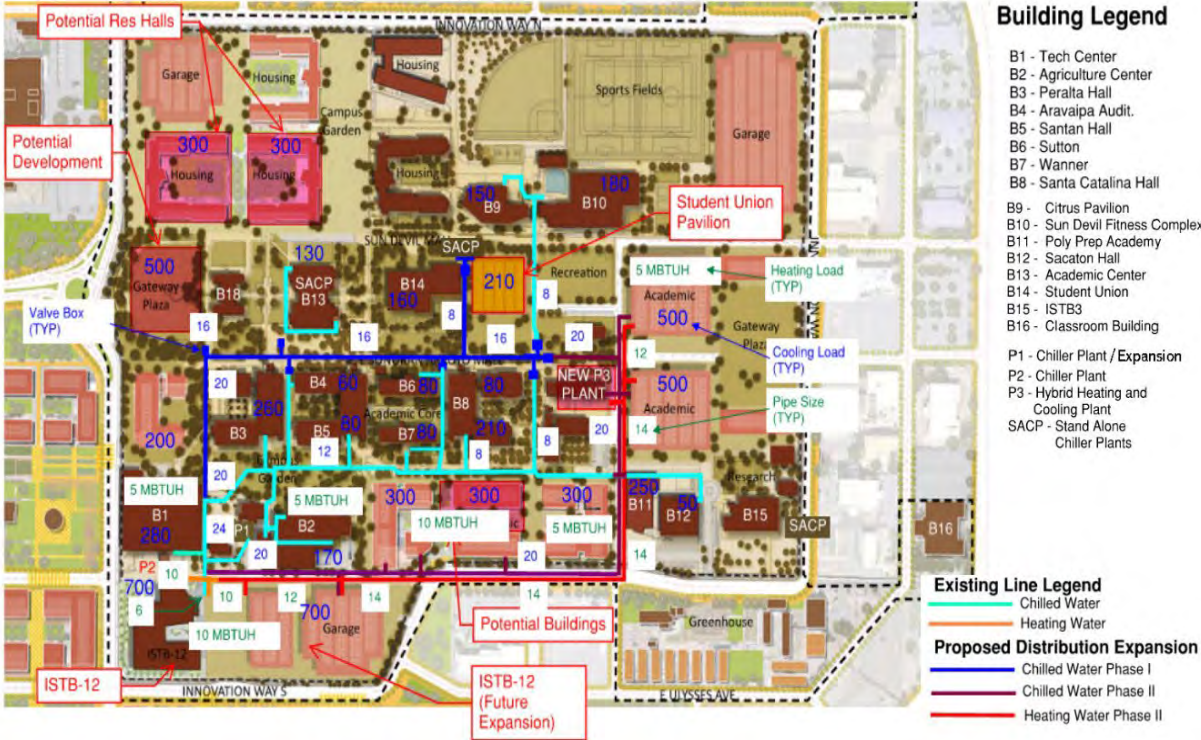 INNOVATION WAY N
Building Legend
Potential Res Halls
Garage
Housing
Housing
Campus
Garden
Sports Fields
Garage
B1 - Tech Center
B2 - Agriculture Center
B3 - Peralta Hall
B4 - Aravaipa Audit.
B5 - Santan Hall
B6 - Sutton
B7 - Wanner
B8 - Santa Catalina Hall
B9 - Citrus Pavilion
B10 - Sun Devil Fitness Complex
B11 - Poly Prep Academy
B12 - Sacaton Hall
B13 - Academic Center
B14 - Student Union
B15 - ISTB3
B16 - Classroom Building
P1 - Chiller Plant / Expansion
P2 - Chiller Plant
P3 - Hybrid Heating and
Cooling Plant
SACP - Stand Alone
Chiller Plants
Potential
Development
300
Housing
300
Housing
Housing
150
B9
180
B10
Student Union
Pavilion
SUN DEVIL MALL
SACP
500
Gateway
Plaza
B18
130
SACP
B13
B14
160
8
210
Recreation
8
5 MBTUH
Heating Load
(TYP)
Academic
500
Gateway
Plaza
Valve Box
(TYP)
16
16
16
20
12
Cooling Load
(TYP)
20
260
B3
B4
60
B5
80
B6
80
B7
80
Academic Core
B8
80
210
NEW P3
PLANT
500
Academic
14
Pipe Size
(TYP)
200
12
8
8
20
20
Campus
Garden
5 MBTUH
B1
280
24
P1
5 MBTUH
B2
20
170
300
10 MBTUH
300
300
5 MBTUH
20
250
B11
50
B12
Research
B15
SACP
B16
14
P2
700
10
6
10
12
14
14
10 MBTUH
700
Garage
ISTB-12
Potential Buildings
Greenhouse
ISTB-12
ISTB-12
(Future
Expansion)
INNOVATION WAY S
E ULYSSES AVE.
Existing Line Legend
Chilled Water
Heating Water
Proposed Distribution Expansion
Chilled Water Phase I
Chilled Water Phase II
Heating Water Phase II